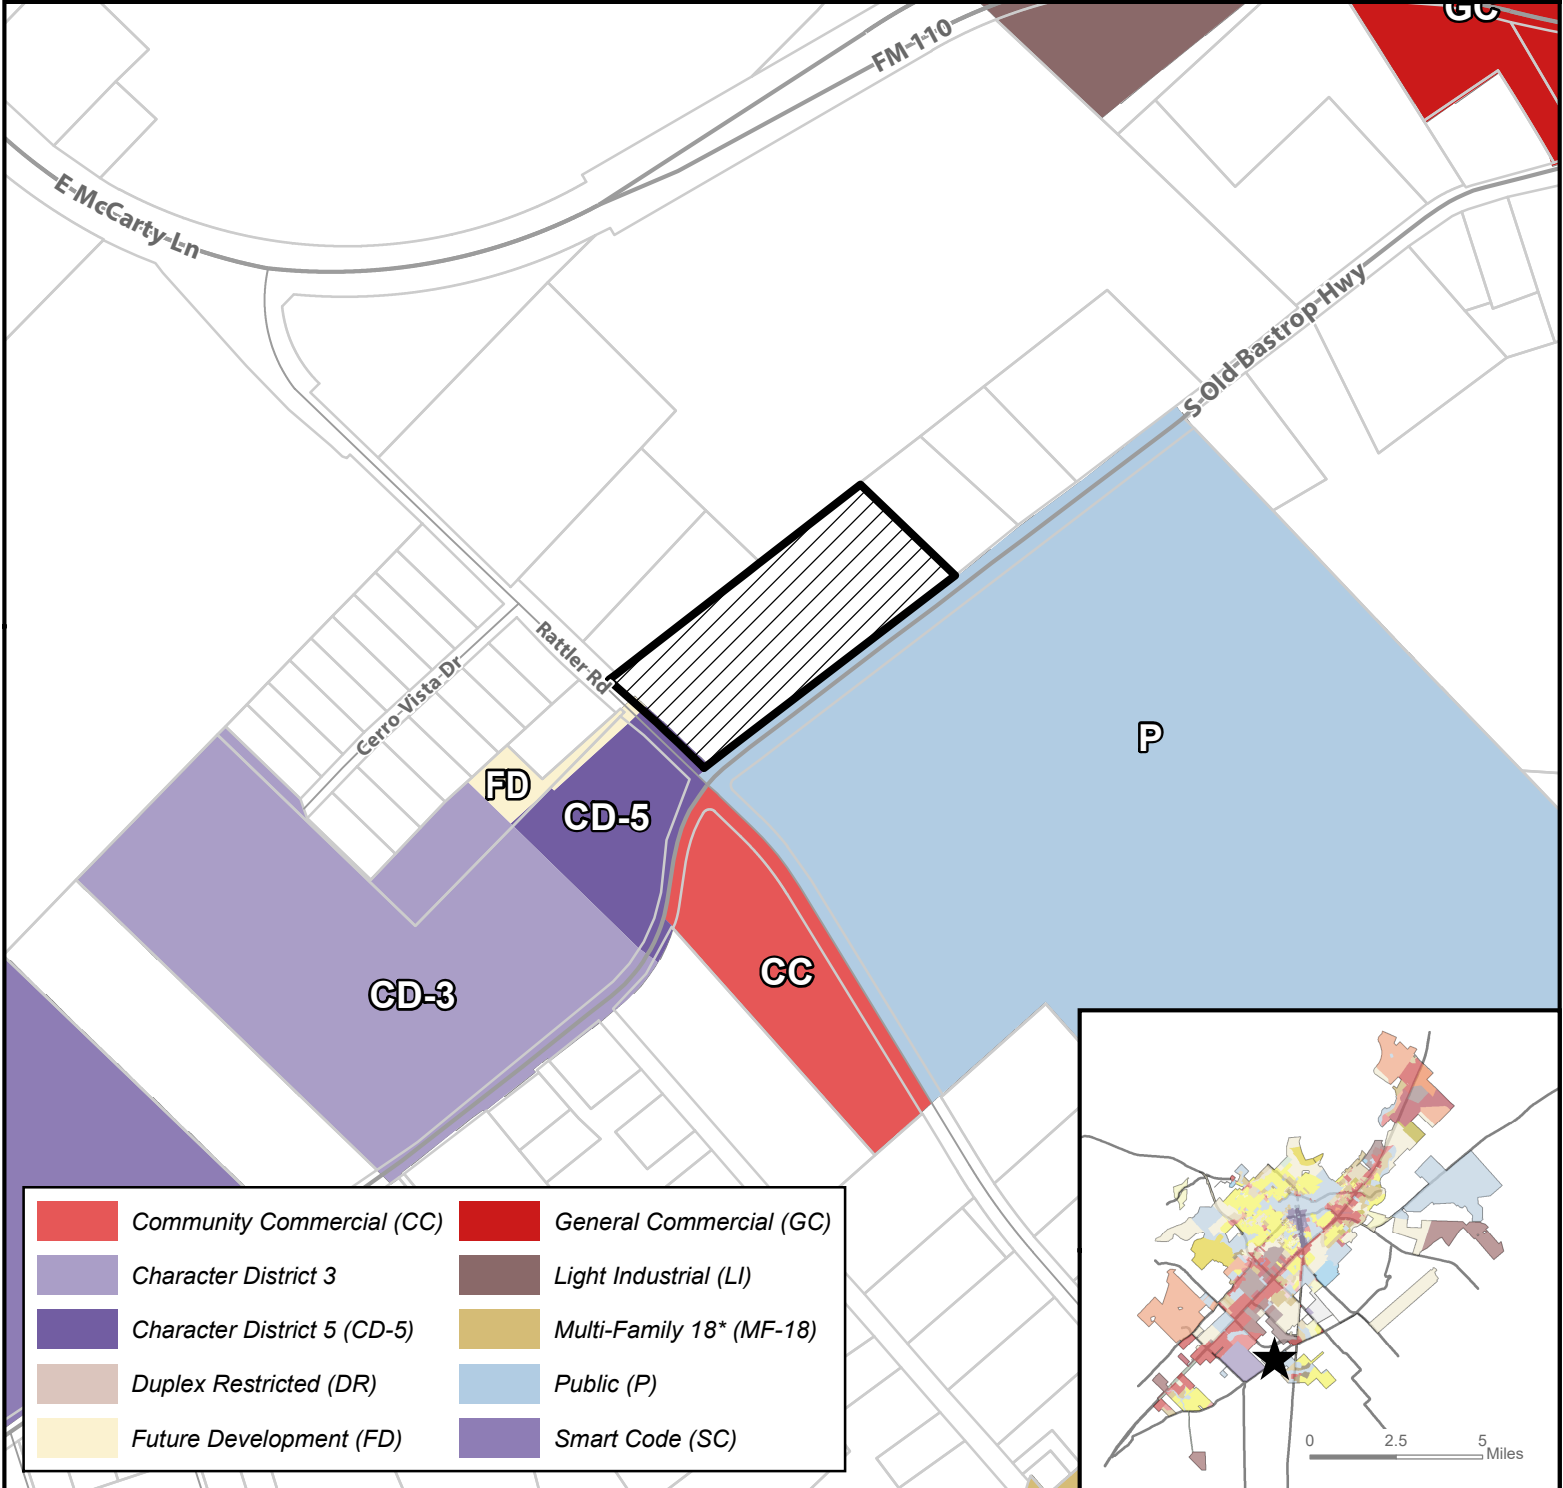 GC
FM-110
E-McCarty-Ln
S-Old-Bastrop-Hwy
Rattler-Rd
Cerro-Vista-Dr
P
FD
CD-5
CC
CD-3
Community Commercial (CC)
General Commercial (GC)
Character District 3
Light Industrial (LI)
Character District 5 (CD-5)
Multi-Family 18* (MF-18)
Duplex Restricted (DR)
Public (P)
Future Development (FD)
Smart Code (SC)
0 2.5 5
Miles